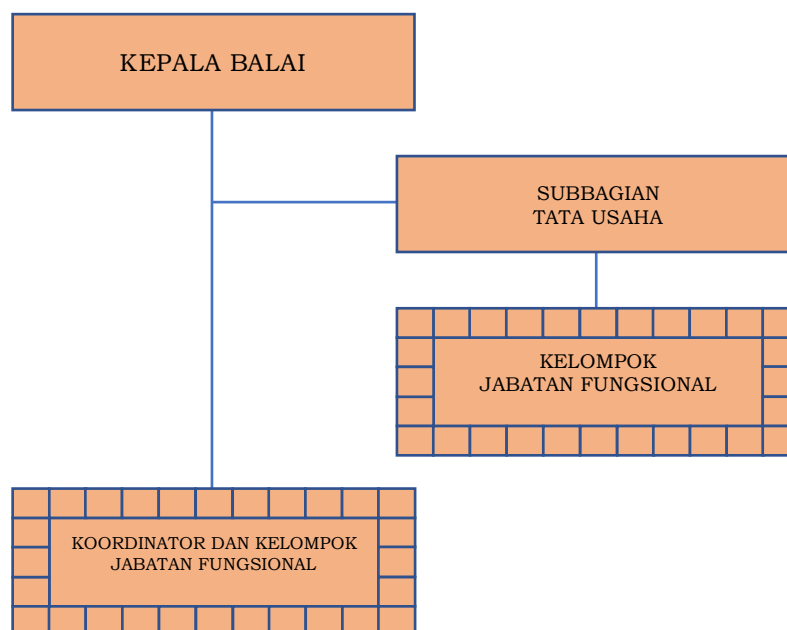 KEPALA BALAI
SUBBAGIAN
TATA USAHA
KELOMPOK
JABATAN FUNGSIONAL
KOORDINATOR DAN KELOMPOK
JABATAN FUNGSIONAL